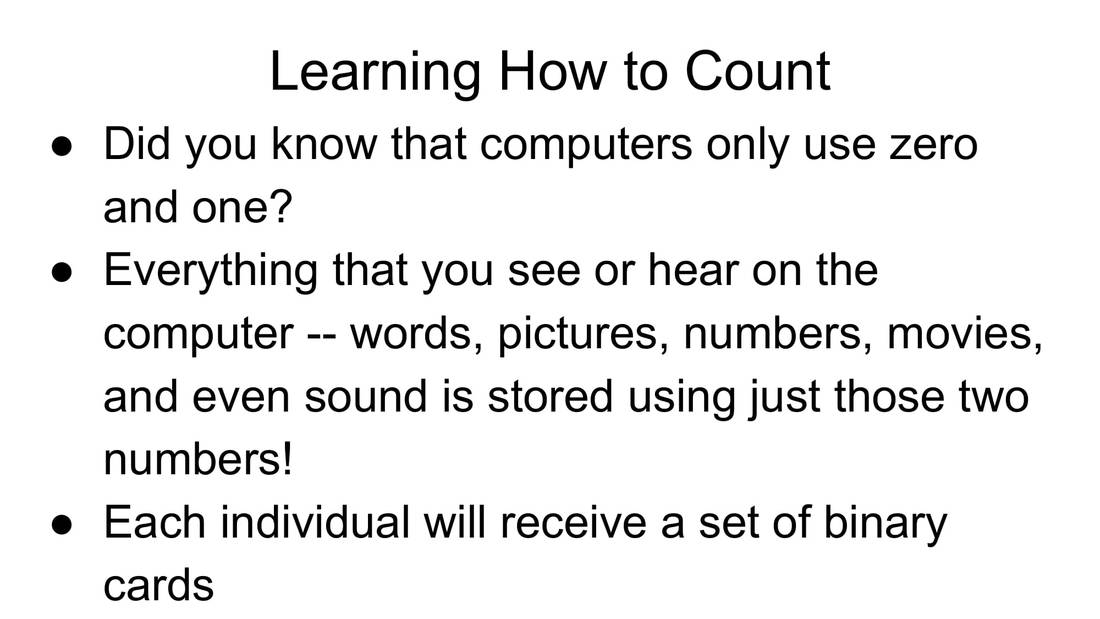 Learning How to Count
● Did you know that computers only use zero
and one?
● Everything that you see or hear on the
computer -- words, pictures, numbers, movies,
and even sound is stored using just those two
numbers!
● Each individual will receive a set of binary
cards